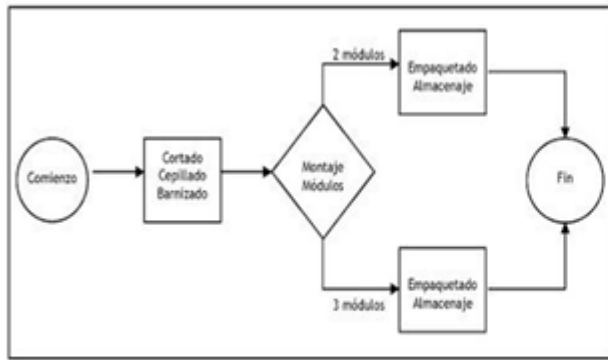 Comienzo
Cortado
Cepillado
Barnizado
Montaje
Módulos
2 módulos
Empaquetado
Almacenaje
3 módulos
Empaquetado
Almacenaje
Fin